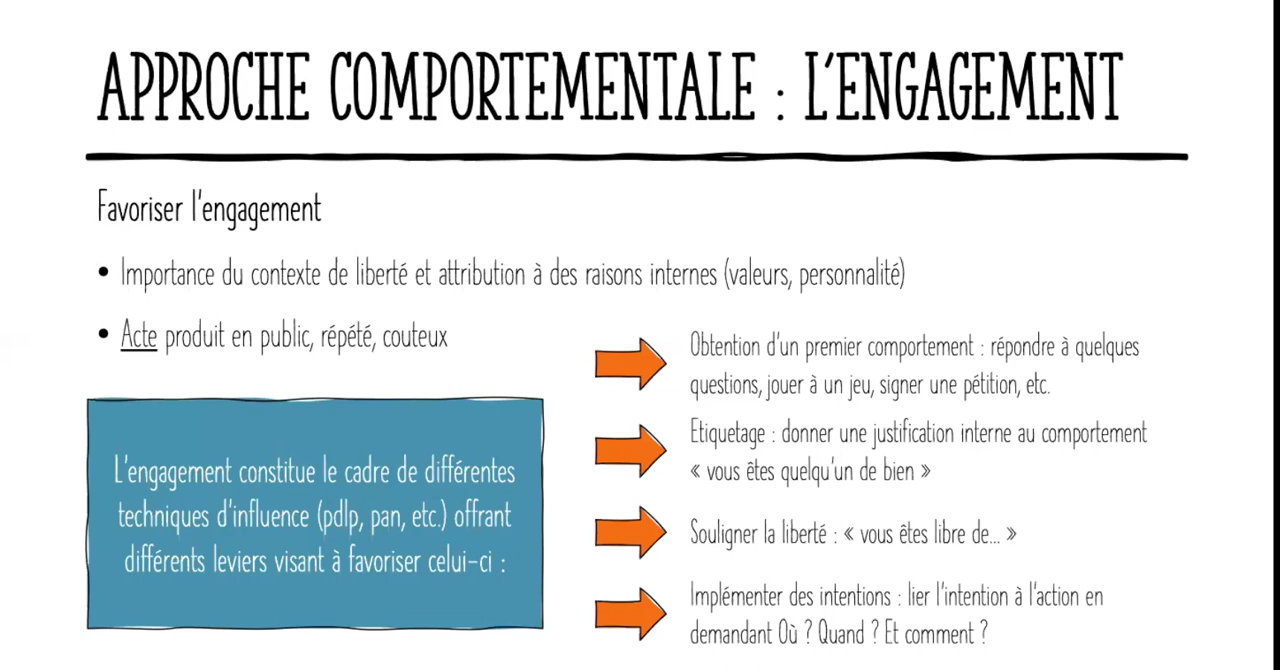 APPROCHE COMPORTEMENTALE : L'ENGAGEMENT
Favoriser l'engagement
• Importance du contexte de liberté et attribution à des raisons internes (valeurs, personnalité)
• Acte produit en public, répété, couteux
L'engagement constitue le cadre de différentes
techniques d'influence (pdlp, pan, etc.) offrant
différents leviers visant à favoriser celui-ci :
Obtention d'un premier comportement : répondre à quelques
questions, jouer à un jeu, signer une pétition, etc.
Etiquetage : donner une justification interne au comportement
« vous êtes quelqu'un de bien »
Souligner la liberté : « vous êtes libre de... »
Implémenter des intentions : lier l'intention à l'action en
demandant Où ? Quand ? Et comment ?